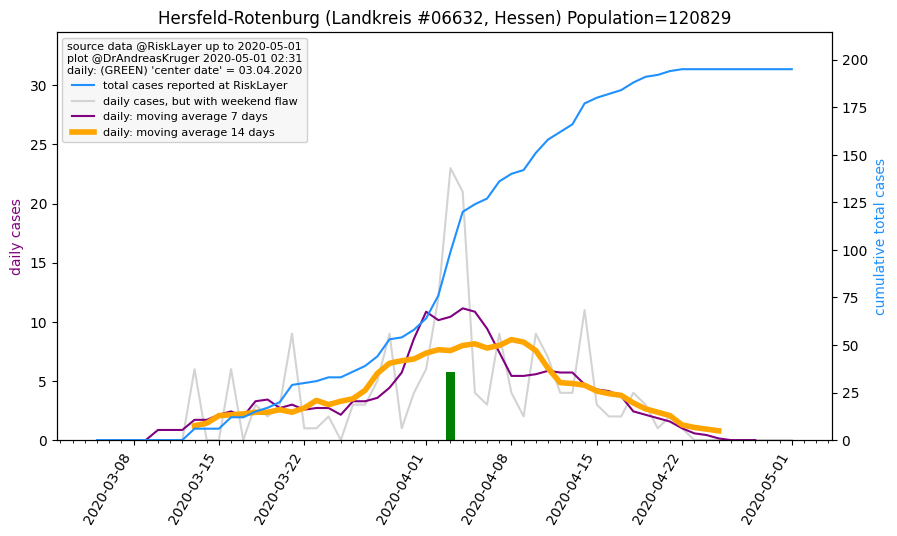 Hersfeld-Rotenburg (Landkreis #06632, Hessen) Population=120829
source data @RiskLayer up to 2020-05-01
plot @DrAndreasKruger 2020-05-01 02:31
daily: (GREEN) 'center date' = 03.04.2020
total cases reported at RiskLayer
daily cases, but with weekend flaw
daily: moving average 7 days
daily: moving average 14 days
daily cases
0
5
10
15
20
25
30
cumulative total cases
0
25
50
75
100
125
150
175
200
2020-03-08
2020-03-15
2020-03-22
2020-04-01
2020-04-08
2020-04-15
2020-04-22
2020-05-01